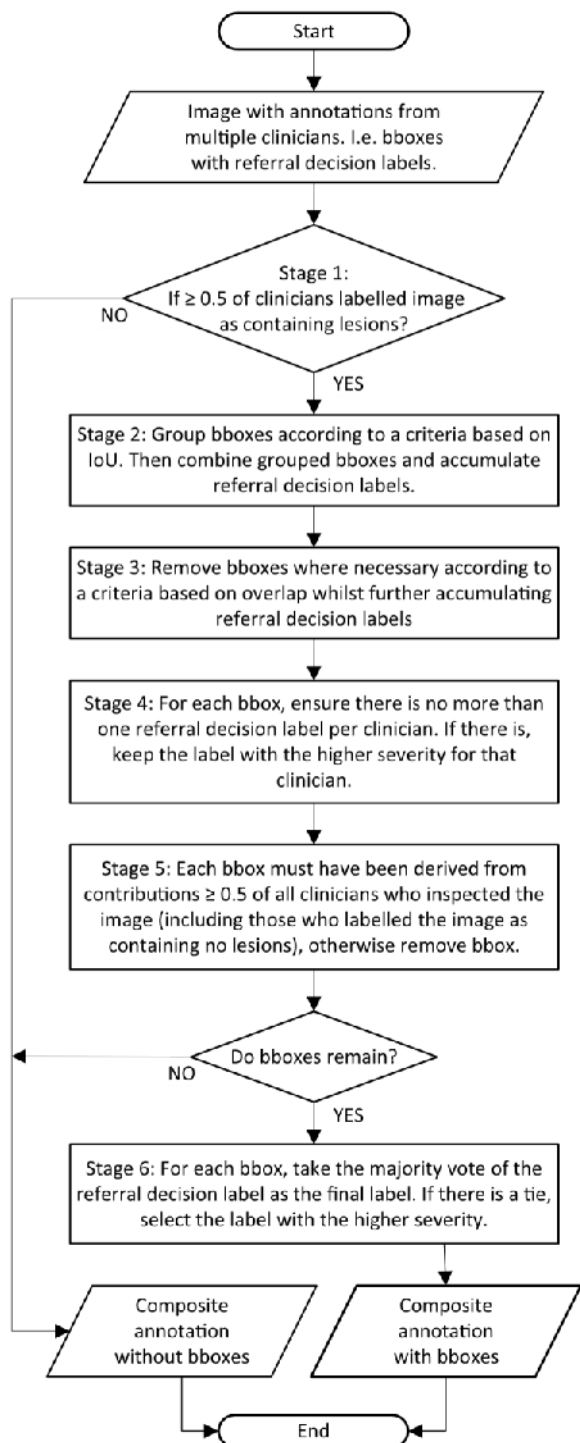 Start
Image with annotations from
multiple clinicians. I.e. bboxes
with referral decision labels.
Stage 1:
If ≥ 0.5 of clinicians labelled image
as containing lesions?
NO
YES
Stage 2: Group bboxes according to a criteria based on
IoU. Then combine grouped bboxes and accumulate
referral decision labels.
Stage 3: Remove bboxes where necessary according to
a criteria based on overlap whilst further accumulating
referral decision labels
Stage 4: For each bbox, ensure there is no more than
one referral decision label per clinician. If there is,
keep the label with the higher severity for that
clinician.
Stage 5: Each bbox must have been derived from
contributions ≥ 0.5 of all clinicians who inspected the
image (including those who labelled the image as
containing no lesions), otherwise remove bbox.
Do bboxes remain?
NO
YES
Stage 6: For each bbox, take the majority vote of the
referral decision label as the final label. If there is a tie,
select the label with the higher severity.
Composite
annotation
without bboxes
Composite
annotation
with bboxes
End